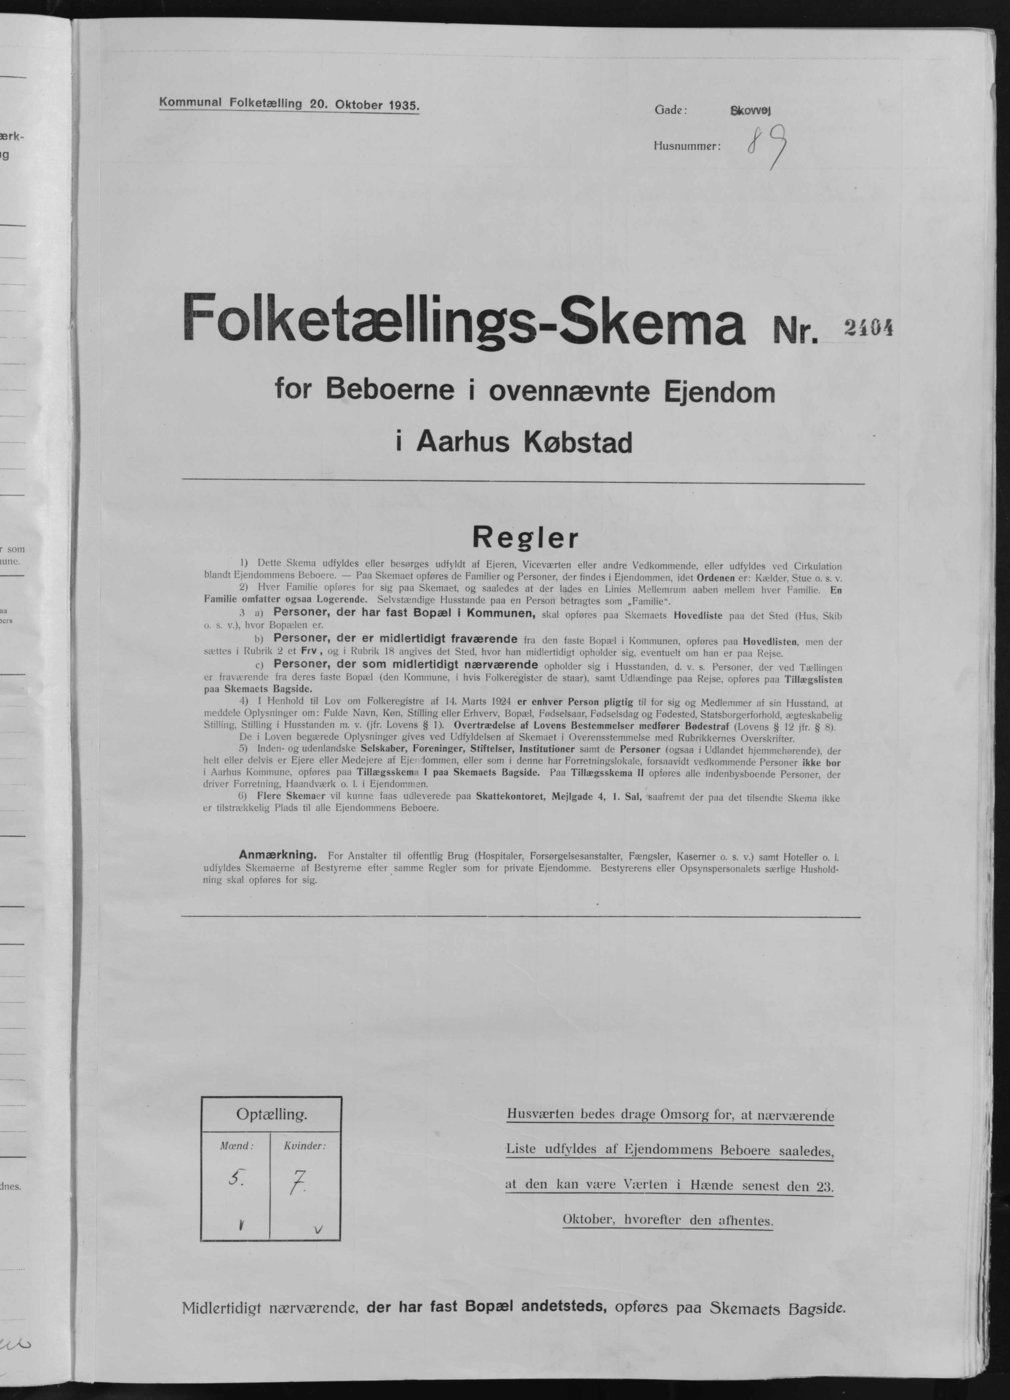 Kommunal Folketælling 20. Oktober 1935.
Gade: Skovvej
Husnummer: 89
Folketællings-Skema Nr. 2404
for Beboerne i ovennævnte Ejendom
i Aarhus Købstad
Regler
1) Dette Skema udfyldes eller besørges udfyldt af Ejeren, Viceværten eller andre Vedkommende, eller udfyldes ved Cirkulation
blandt Ejendommens Beboere. — Paa Skemaet opføres de Familier og Personer, der findes i Ejendommen, idet Ordenen er: Kælder, Stue o. s. v.
2) Hver Familie opføres for sig paa Skemaet, og saaledes at der lades en Linies Mellemrum aaben mellem hver Familie. En
Familie omfatter ogsaa Logerende. Selvstændige Husstande paa en Person betragtes som „Familie".
3 a) Personer, der har fast Bopæl i Kommunen, skal opføres paa Skemaets Hovedliste paa det Sted (Hus, Skib
o. s. v.), hvor Bopælen er.
b) Personer, der er midlertidigt fraværende fra den faste Bopæl i Kommunen, opføres paa Hovedlisten, men der
sættes i Rubrik 2 et Frv, og i Rubrik 18 angives det Sted, hvor han midlertidigt opholder sig, eventuelt om han er paa Rejse.
c) Personer, der som midlertidigt nærværende opholder sig i Husstanden, d. v. s. Personer, der ved Tællingen
er fraværende fra deres faste Bopæl (den Kommune, i hvis Folkeregister de staar), samt Udlændinge paa Rejse, opføres paa Tillægslisten
paa Skemaets Bagside.
4) I Henhold til Lov om Folkeregistre af 14. Marts 1924 er enhver Person pligtig til for sig og Medlemmer af sin Husstand, at
meddele Oplysninger om: Fulde Navn, Køn, Stilling eller Erhverv, Bopæl, Fødselsaar, Fødselsdag og Fødested, Statsborgerforhold, ægteskabelig
Stilling, Stilling i Husstanden m. v. (jfr. Lovens § 1). Overtrædelse af Lovens Bestemmelser medfører Bødestraf (Lovens § 12 jfr. § 8).
De i Loven begærede Oplysninger gives ved Udfyldelsen af Skemaet i Overensstemmelse med Rubrikkernes Overskrifter.
5) Inden- og udenlandske Selskaber, Foreninger, Stiftelser, Institutioner samt de Personer (ogsaa i Udlandet hjemmehørende), der
helt eller delvis er Ejere eller Medejere af Ejendommen, eller som i denne har Forretningslokale, forsaavidt vedkommende Personer ikke bor
i Aarhus Kommune, opføres paa Tillægsskema I paa Skemaets Bagside. Paa Tillægsskema II opføres alle indenbysboende Personer, der
driver Forretning, Haandværk o. l. i Ejendommen.
6) Flere Skemaer vil kunne faas udleverede paa Skattekontoret, Mejlgade 4, 1. Sal, saafremt der paa det tilsendte Skema ikke
er tilstrækkelig Plads til alle Ejendommens Beboere.
Anmærkning. For Anstalter til offentlig Brug (Hospitaler, Forsørgelsesanstalter, Fængsler, Kaserner o. s. v.) samt Hoteller o. l.
udfyldes Skemaerne af Bestyrerne efter samme Regler som for private Ejendomme. Bestyrerens eller Opsynspersonalets særlige Hushold-
ning skal opføres for sig.
Optælling.
Mænd: Kvinder:
5. 7.
Husværten bedes drage Omsorg for, at nærværende
Liste udfyldes af Ejendommens Beboere saaledes,
at den kan være Værten i Hænde senest den 23.
Oktober, hvorefter den afhentes.
Midlertidigt nærværende, der har fast Bopæl andetsteds, opføres paa Skemaets Bagside.